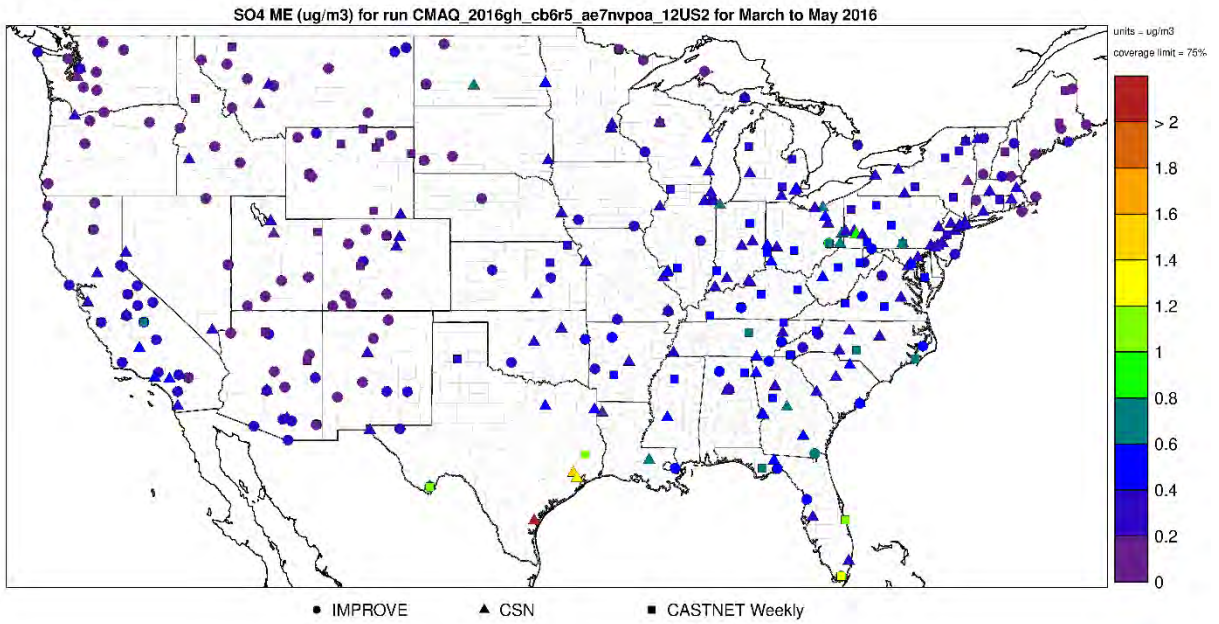 SO4 ME (ug/m3) for run CMAQ_2016gh_cb6r5_ae7nvpoa_12US2 for March to May 2016
units = ug/m3
coverage limit = 75%
> 2
1.8
1.6
1.4
1.2
1
0.8
0.6
0.4
0.2
0
IMPROVE
CSN
CASTNET Weekly